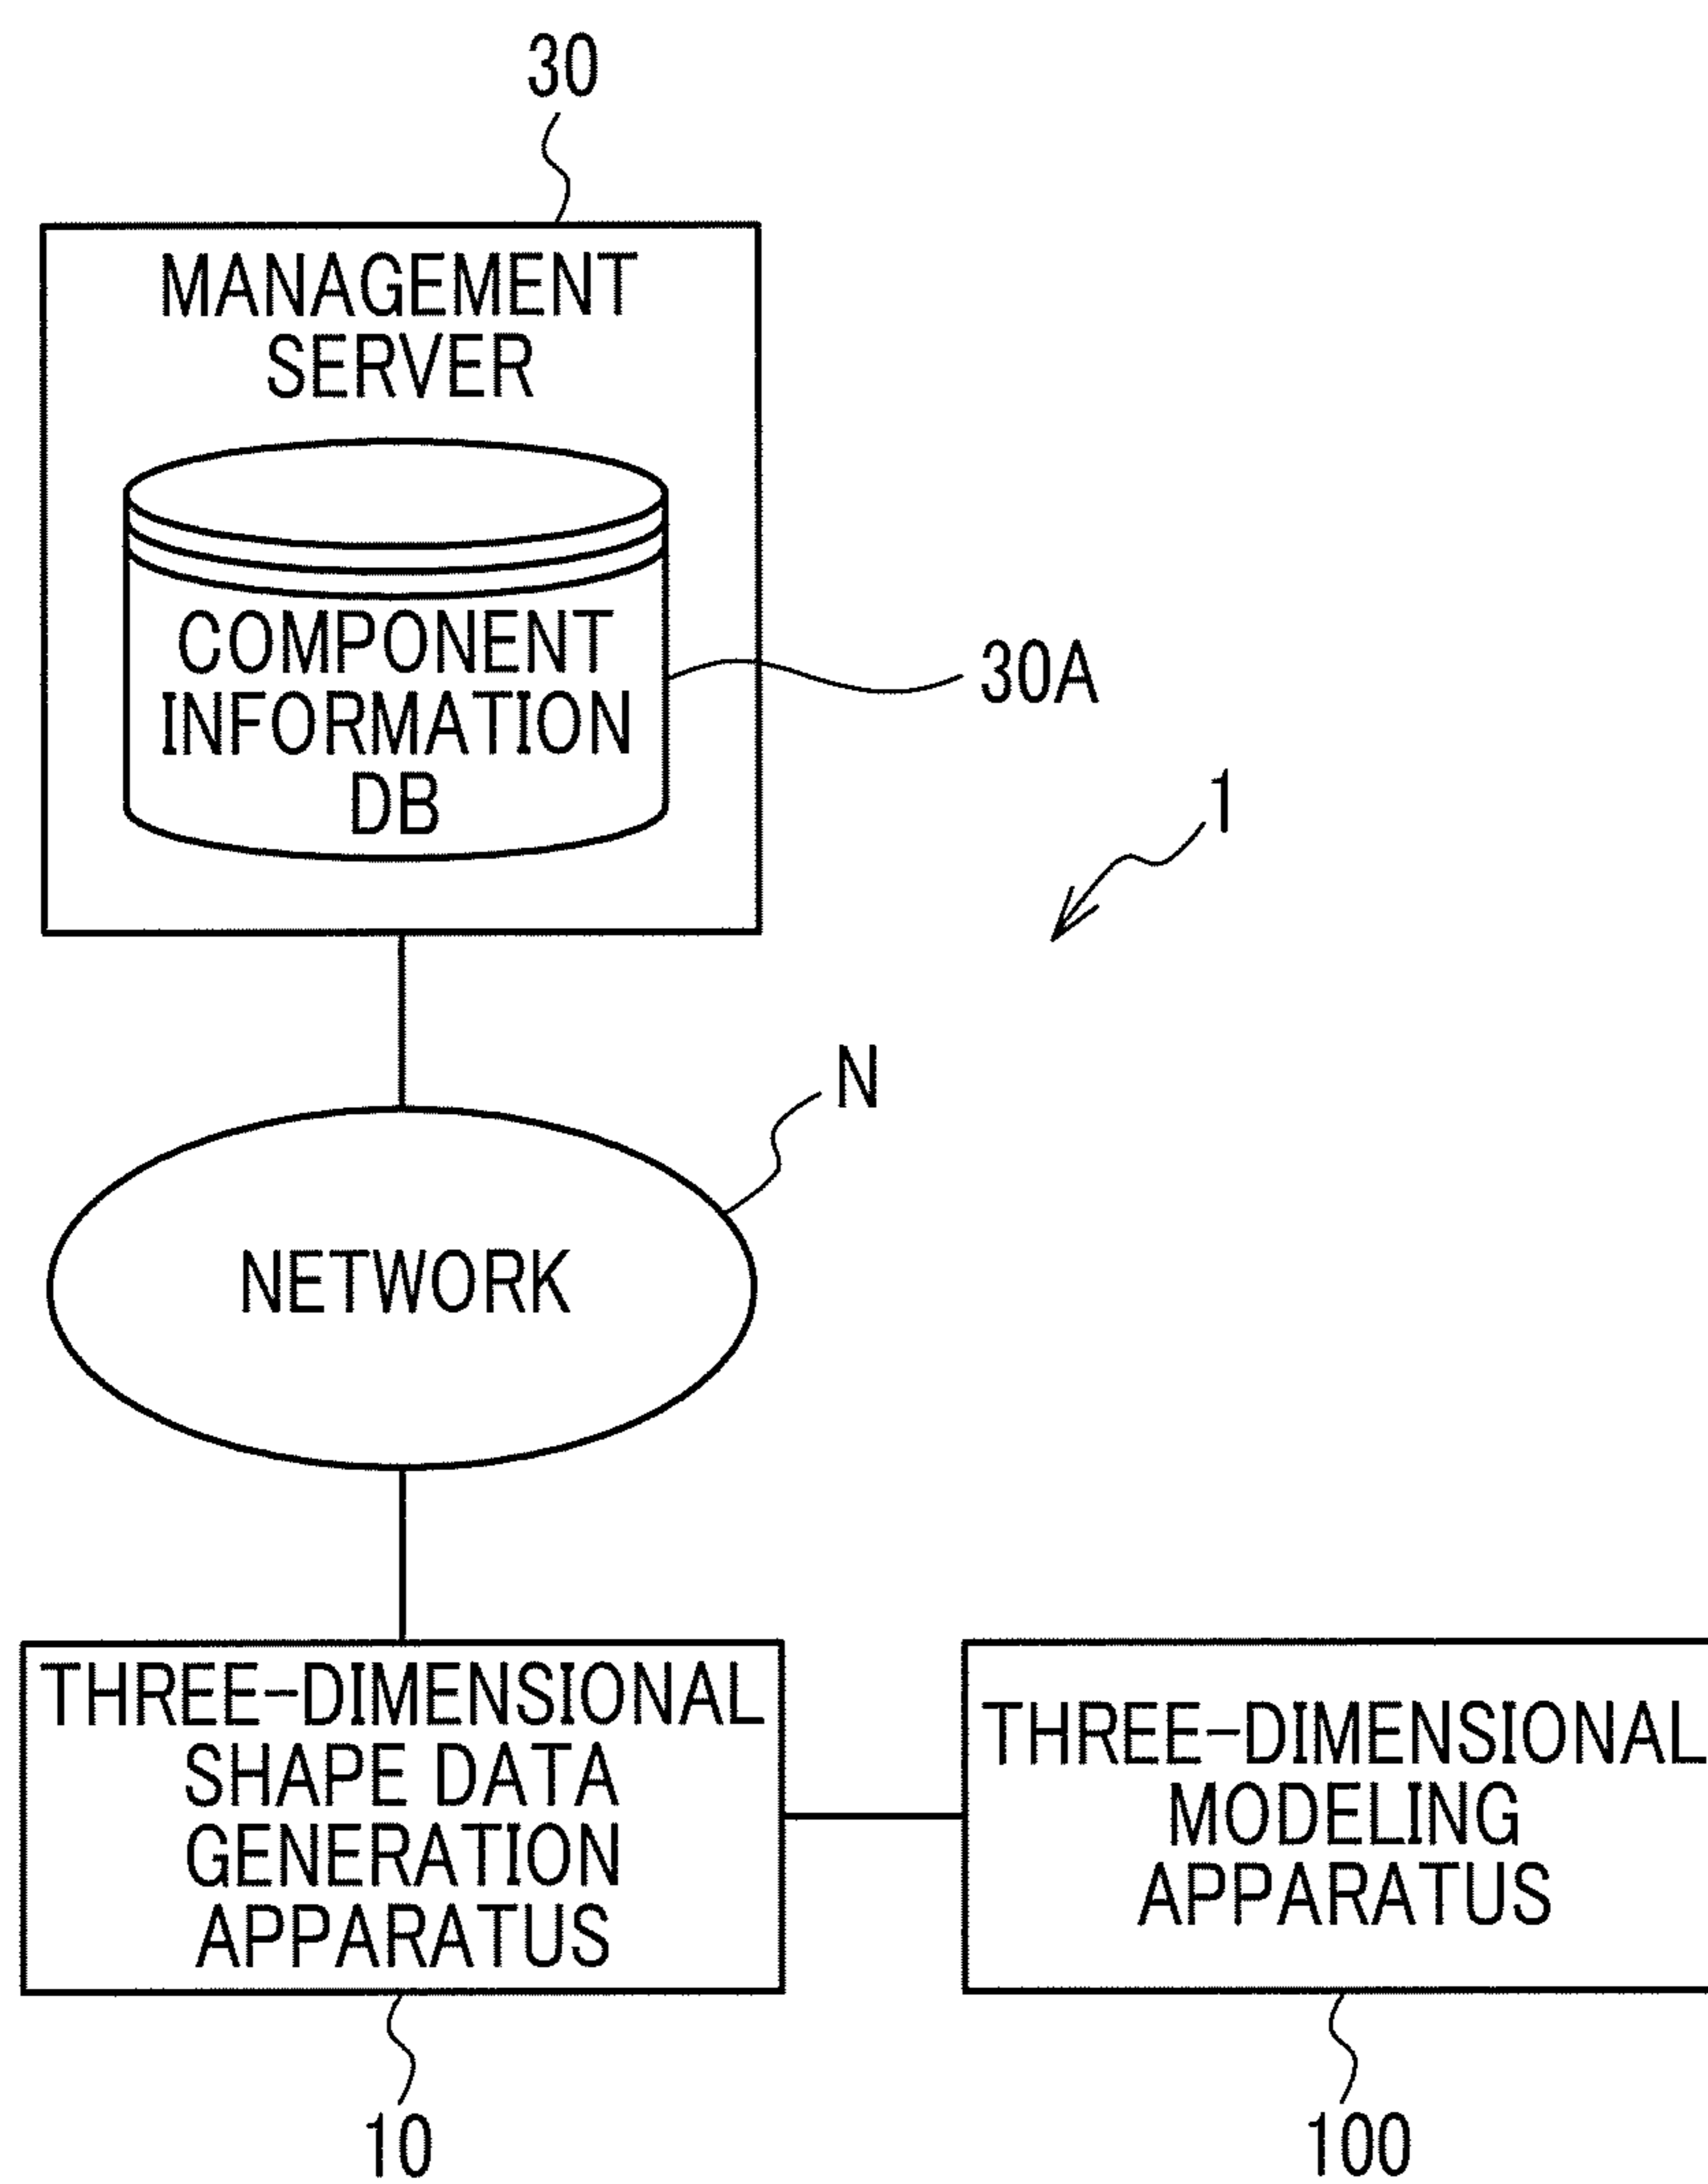 30
MANAGEMENT
SERVER
COMPONENT
INFORMATION
DB
30A
1
N
NETWORK
THREE-DIMENSIONAL
SHAPE DATA
GENERATION
APPARATUS
THREE-DIMENSIONAL
MODELING
APPARATUS
10
100